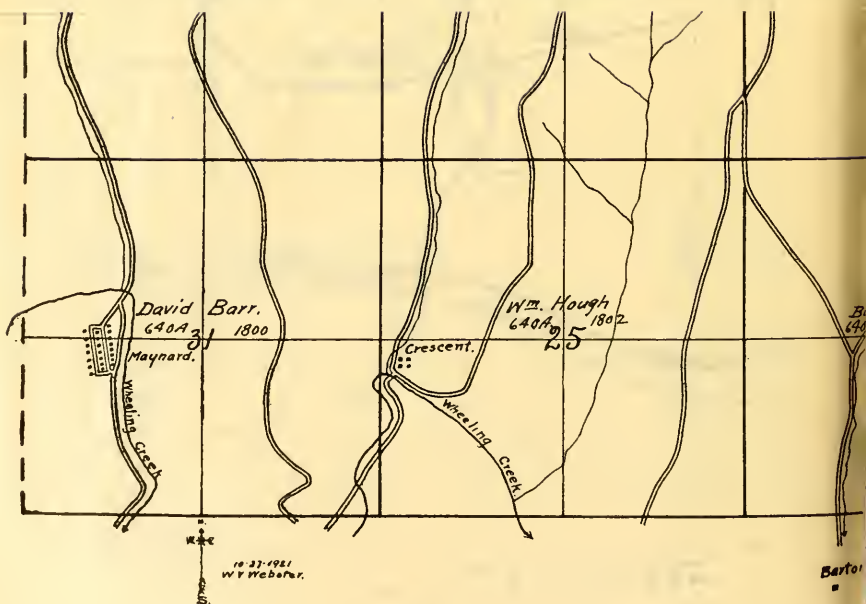 David Barr.
640A 31 1800
Maynard.
Wheeling Creek
Wm. Hough
640A 25 1802
Crescent.
Wheeling Creek.
640
10-27-1921
W Y Webster.
Barton